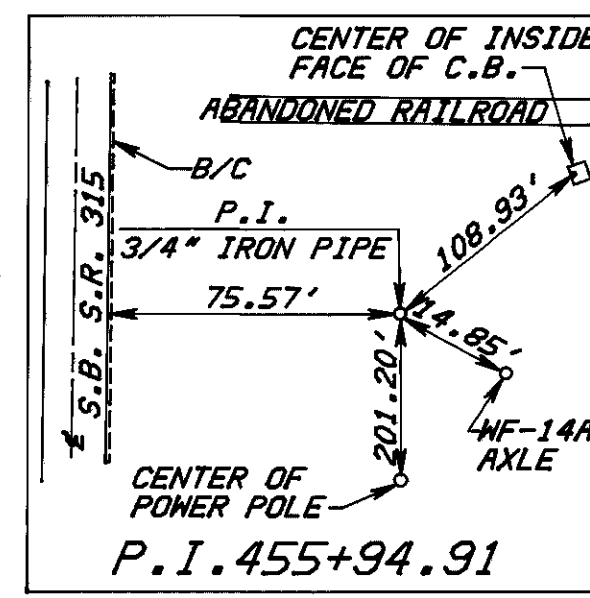 CENTER OF INSIDE
FACE OF C.B.
ABANDONED RAILROAD
B/C
S.B. S.R. 315
P.I.
3/4" IRON PIPE
108.93'
75.57'
14.85'
201.20'
WF-14A
AXLE
CENTER OF
POWER POLE
P.I.455+94.91